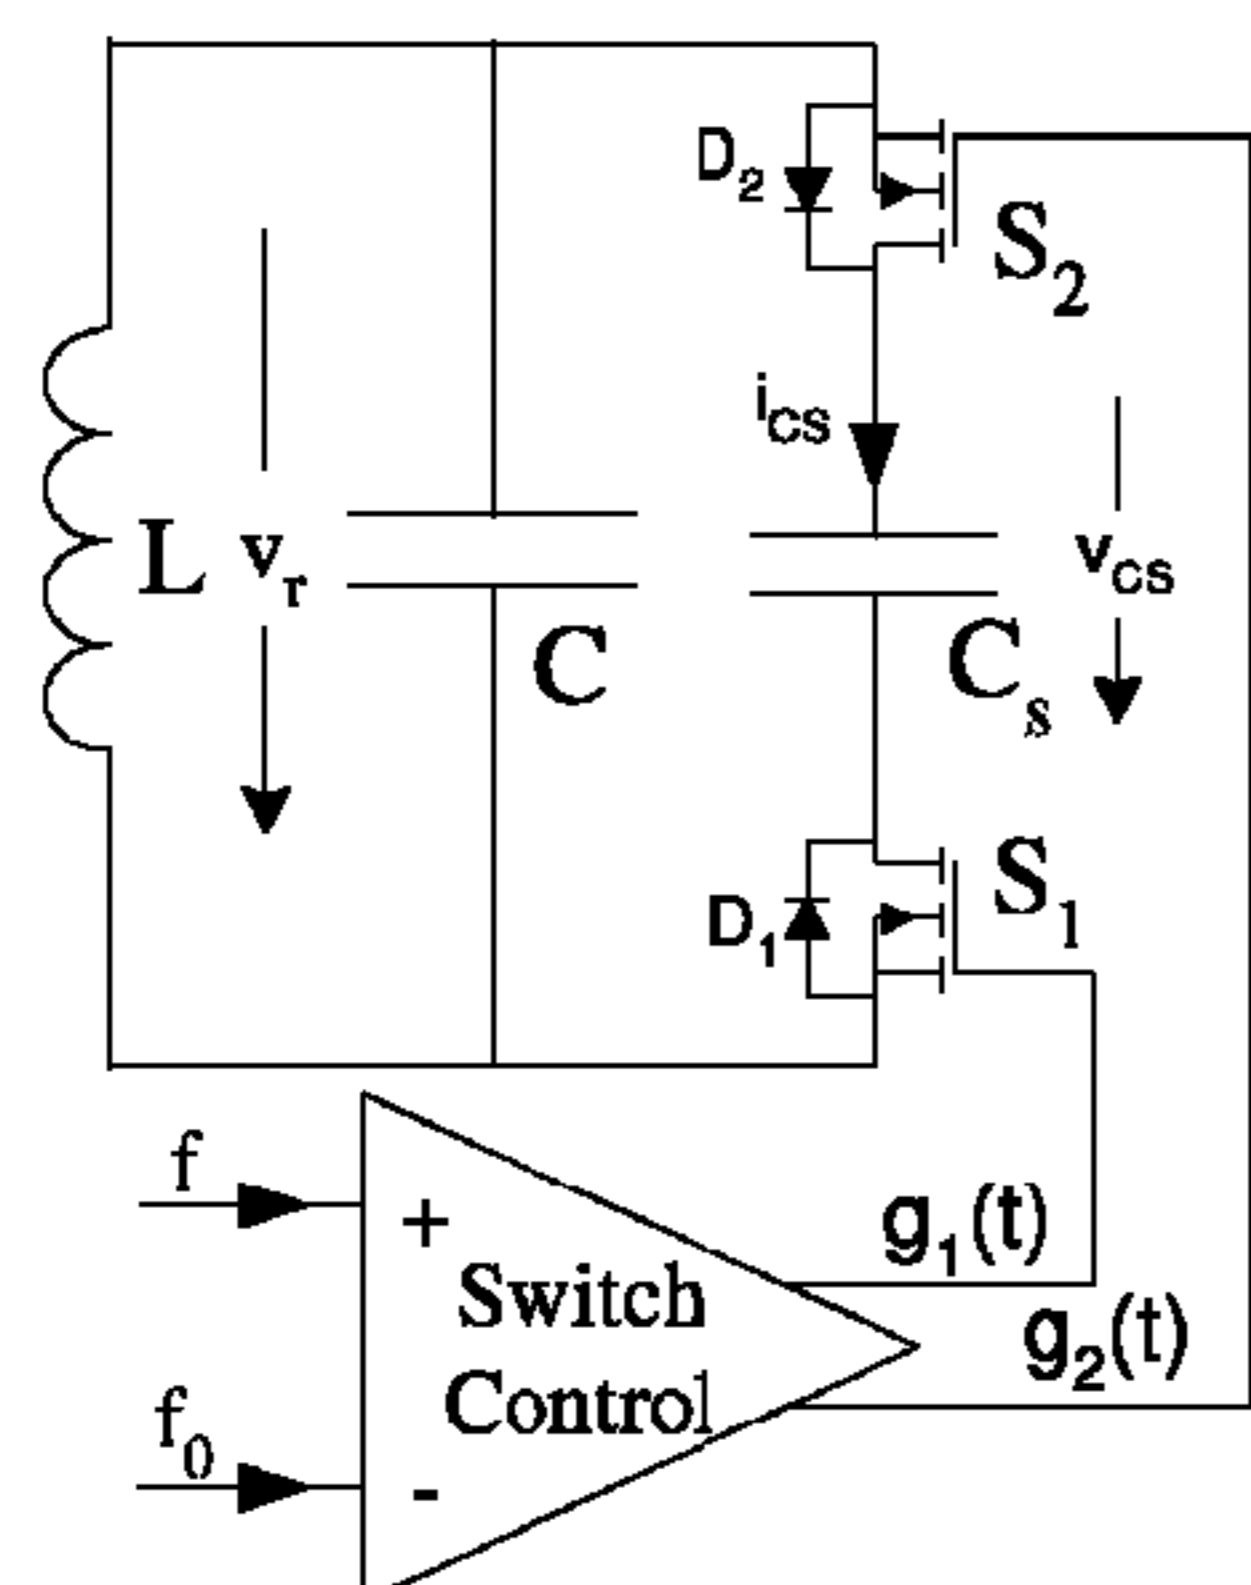 D2
S2
iCS
L
vr
C
vCS
Cs
D1
S1
f
+
g1(t)
Switch
Control
g2(t)
f0
-